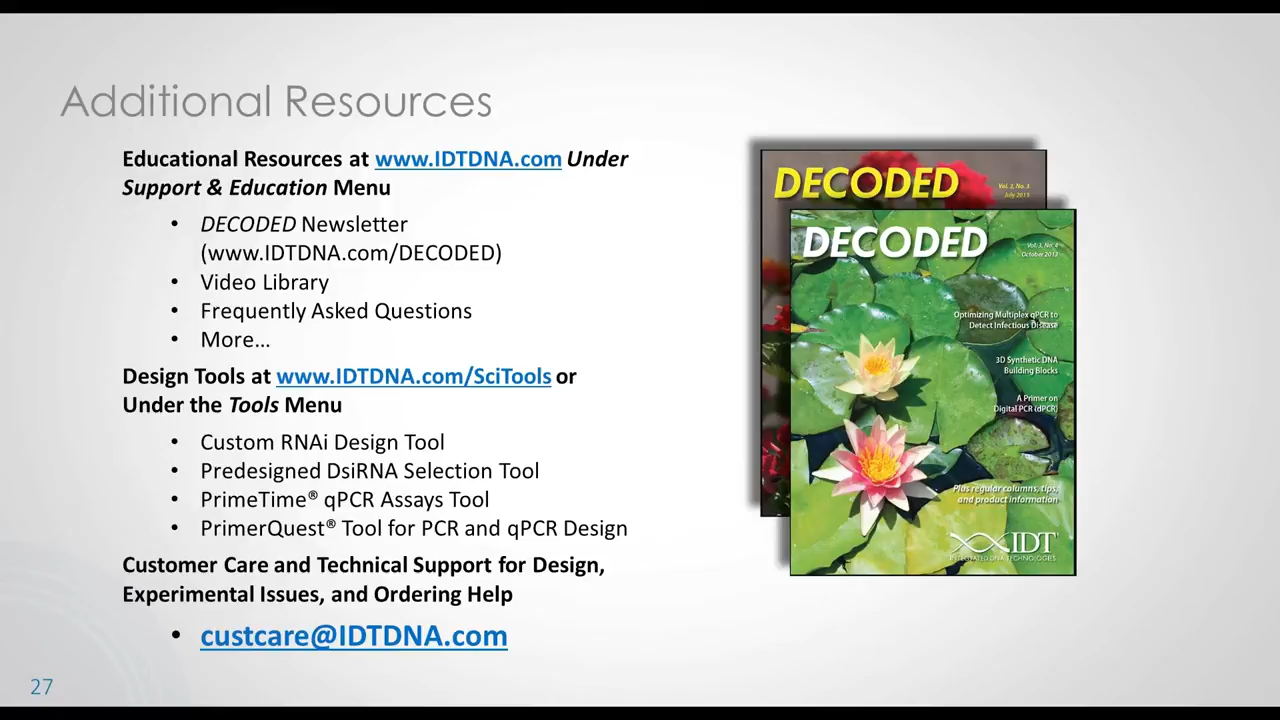 Additional Resources
Educational Resources at www.IDTDNA.com Under
Support & Education Menu
• DECODED Newsletter
(www.IDTDNA.com/DECODED)
• Video Library
• Frequently Asked Questions
• More…
Design Tools at www.IDTDNA.com/SciTools or
Under the Tools Menu
• Custom RNAi Design Tool
• Predesigned DsiRNA Selection Tool
• PrimeTime® qPCR Assays Tool
• PrimerQuest® Tool for PCR and qPCR Design
Customer Care and Technical Support for Design,
Experimental Issues, and Ordering Help
• custcare@IDTDNA.com
27
DECODED
July 2013
DECODED
Vol. 3, No. 4
October 2013
Optimizing Multiplex qPCR to
Detect Infectious Disease
3D Synthetic DNA
Building Blocks
A Primer on
Digital PCR (dPCR)
Plus regular columns, tips,
and product information
IDT
INTEGRATED DNA TECHNOLOGIES